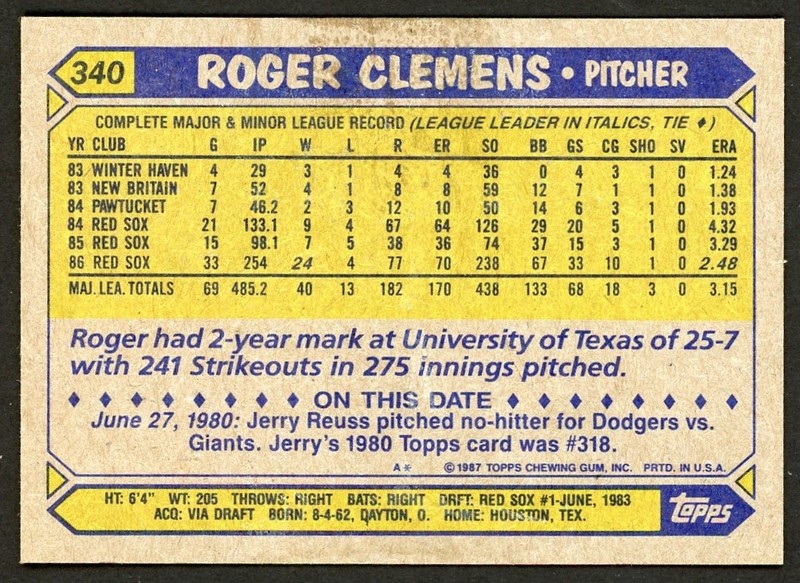 340 ROGER CLEMENS • PITCHER
COMPLETE MAJOR & MINOR LEAGUE RECORD (LEAGUE LEADER IN ITALICS, TIE ♦)
YR CLUB G IP W L R ER SO BB GS CG SHO SV ERA
83 WINTER HAVEN 4 29 3 1 4 4 36 0 4 3 1 0 1.24
83 NEW BRITAIN 7 52 4 1 8 8 59 12 7 1 1 0 1.38
84 PAWTUCKET 7 46.2 2 3 12 10 50 14 6 3 1 0 1.93
84 RED SOX 21 133.1 9 4 67 64 126 29 20 5 1 0 4.32
85 RED SOX 15 98.1 7 5 38 36 74 37 15 3 1 0 3.29
86 RED SOX 33 254 24 4 77 70 238 67 33 10 1 0 2.48
MAJ. LEA. TOTALS 69 485.2 40 13 182 170 438 133 68 18 3 0 3.15
Roger had 2-year mark at University of Texas of 25-7
with 241 Strikeouts in 275 innings pitched.
♦ ♦ ♦ ♦ ♦ ♦ ♦ ♦ ON THIS DATE ♦ ♦ ♦ ♦ ♦ ♦ ♦ ♦
June 27, 1980: Jerry Reuss pitched no-hitter for Dodgers vs.
Giants. Jerry's 1980 Topps card was #318.
A* ©1987 TOPPS CHEWING GUM, INC. PRTD. IN U.S.A.
HT: 6'4" WT: 205 THROWS: RIGHT BATS: RIGHT DRFT: RED SOX #1-JUNE, 1983
ACQ: VIA DRAFT BORN: 8-4-62, DAYTON, O. HOME: HOUSTON, TEX.
topps